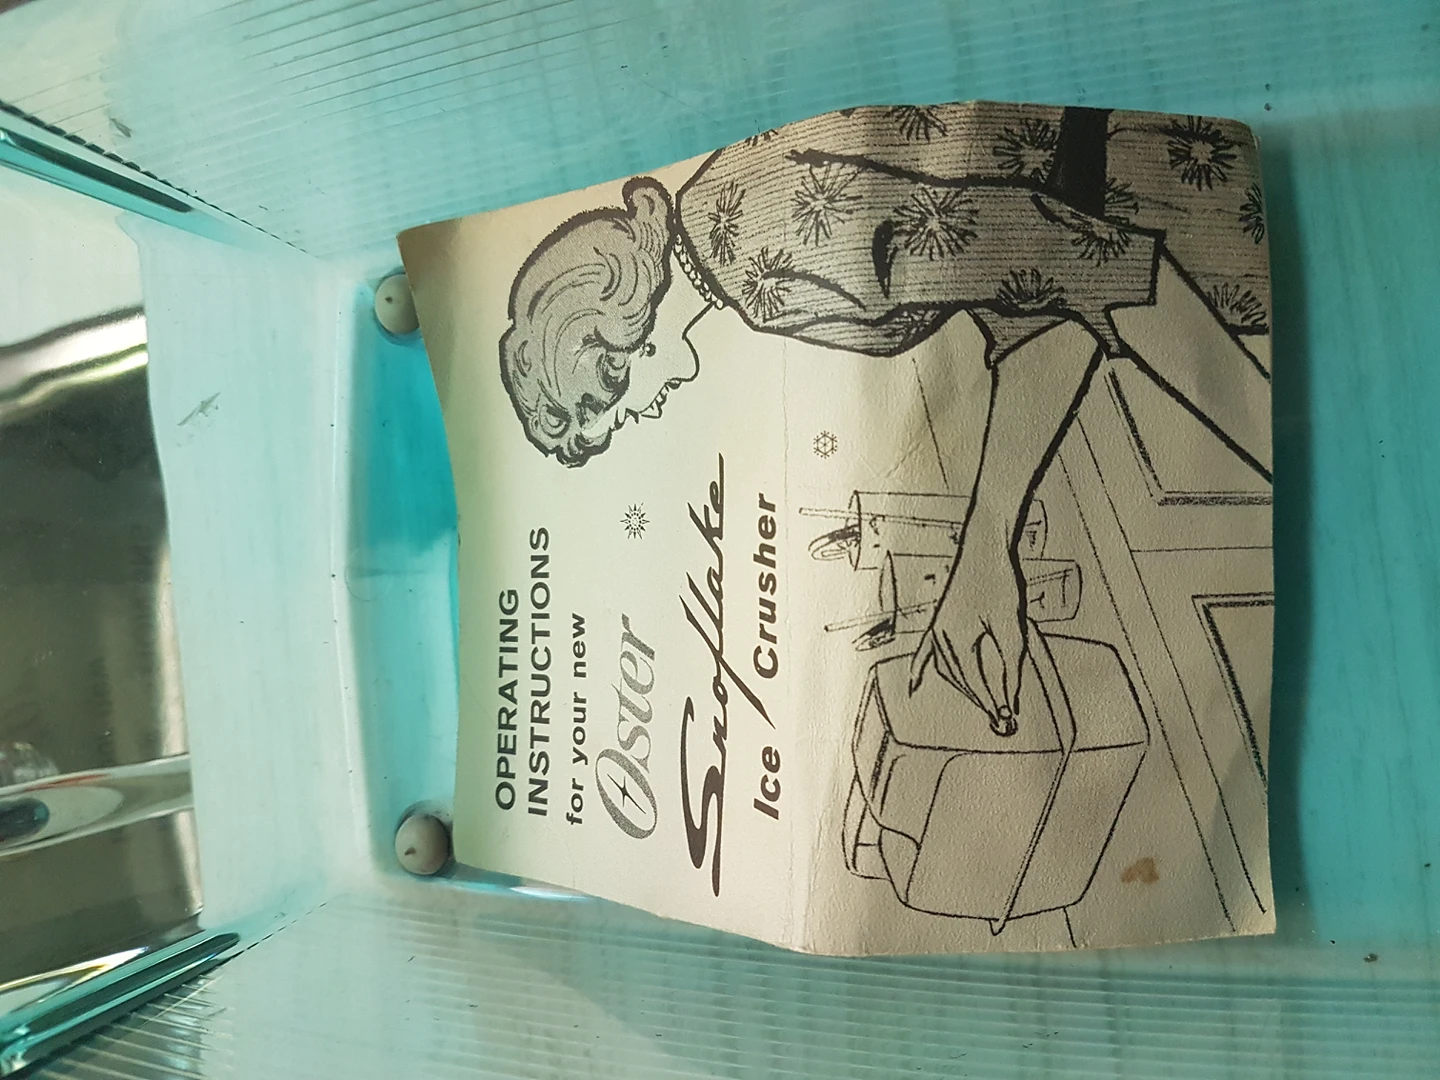 OPERATING
INSTRUCTIONS
for your new
Oster
Snoflake
Ice Crusher